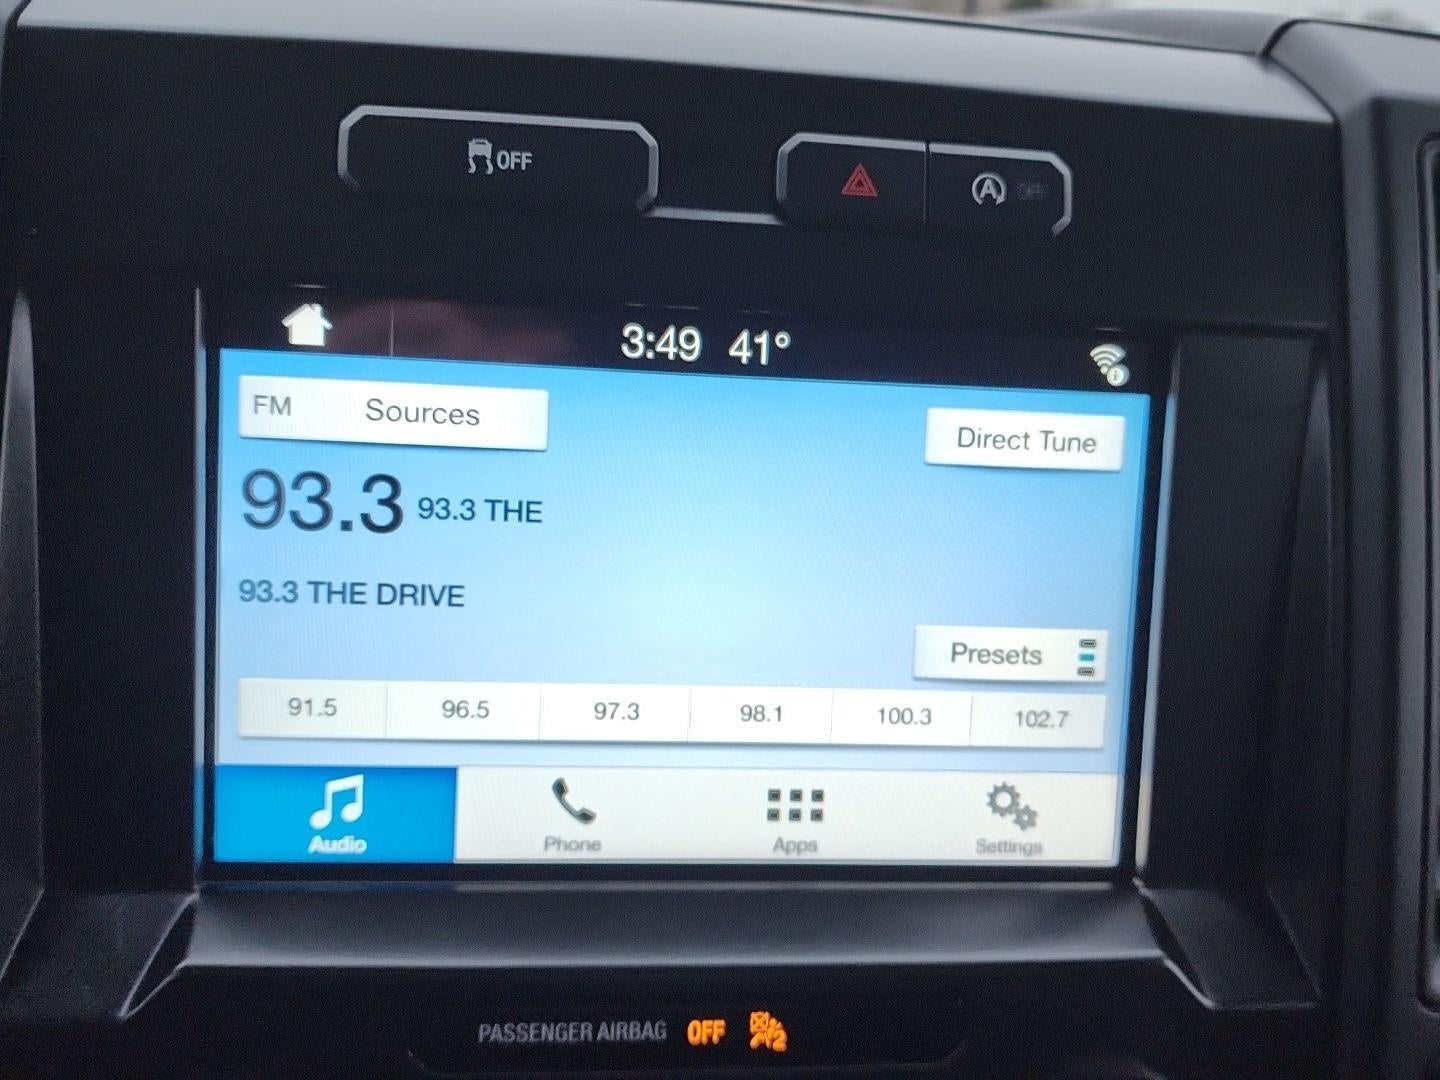 OFF
3:49 41°
FM Sources
Direct Tune
93.3 93.3 THE
93.3 THE DRIVE
Presets
91.5 96.5 97.3 98.1 100.3 102.7
Audio Phone Apps Settings
PASSENGER AIRBAG OFF 2